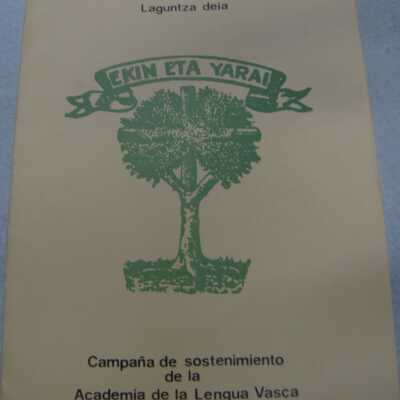 Laguntza deia
EKIN ETA YARAI
Campaña de sostenimiento
de la
Academia de la Lengua Vasca